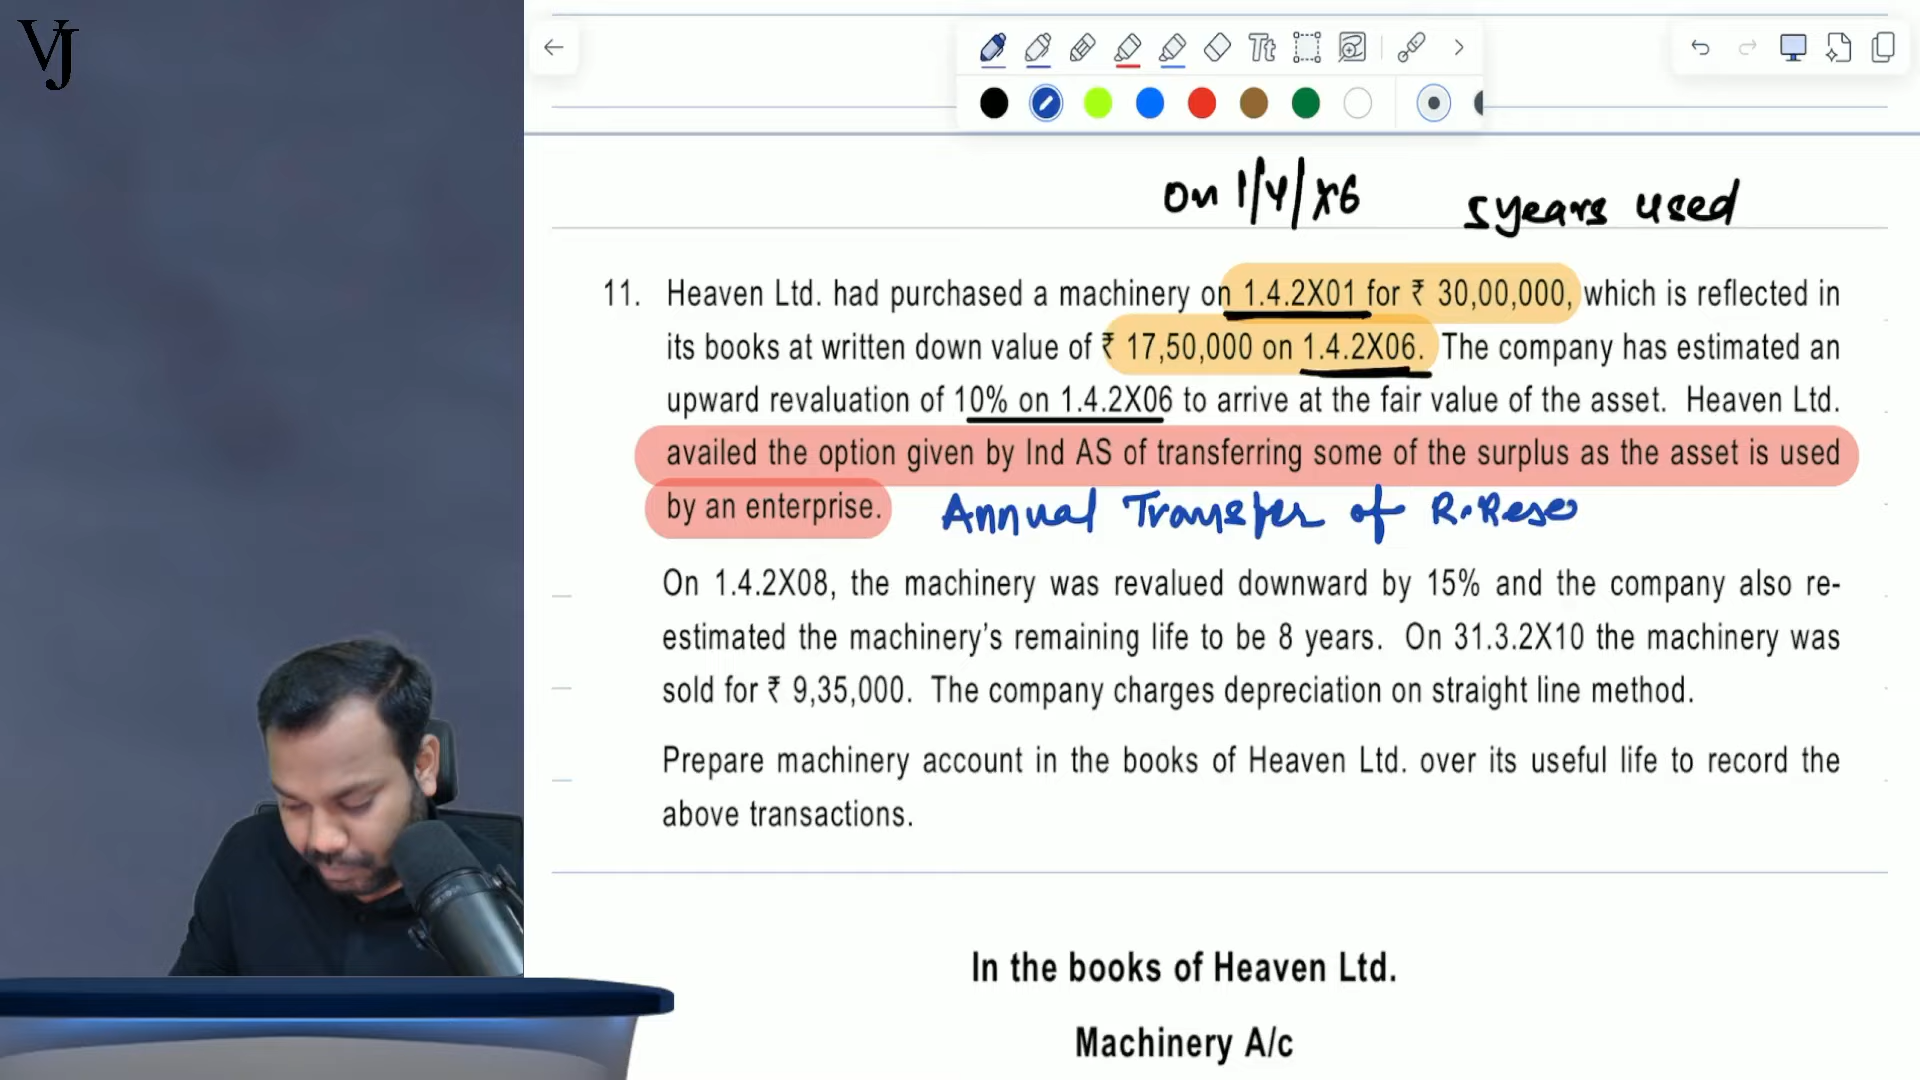 VJ
Tt
on 1/4/X6 5years used
11. Heaven Ltd. had purchased a machinery on 1.4.2X01 for ₹ 30,00,000, which is reflected in
its books at written down value of ₹ 17,50,000 on 1.4.2X06. The company has estimated an
upward revaluation of 10% on 1.4.2X06 to arrive at the fair value of the asset. Heaven Ltd.
availed the option given by Ind AS of transferring some of the surplus as the asset is used
by an enterprise. Annual Transfer of R.Rese
On 1.4.2X08, the machinery was revalued downward by 15% and the company also re-
estimated the machinery’s remaining life to be 8 years. On 31.3.2X10 the machinery was
sold for ₹ 9,35,000. The company charges depreciation on straight line method.
Prepare machinery account in the books of Heaven Ltd. over its useful life to record the
above transactions.
In the books of Heaven Ltd.
Machinery A/c